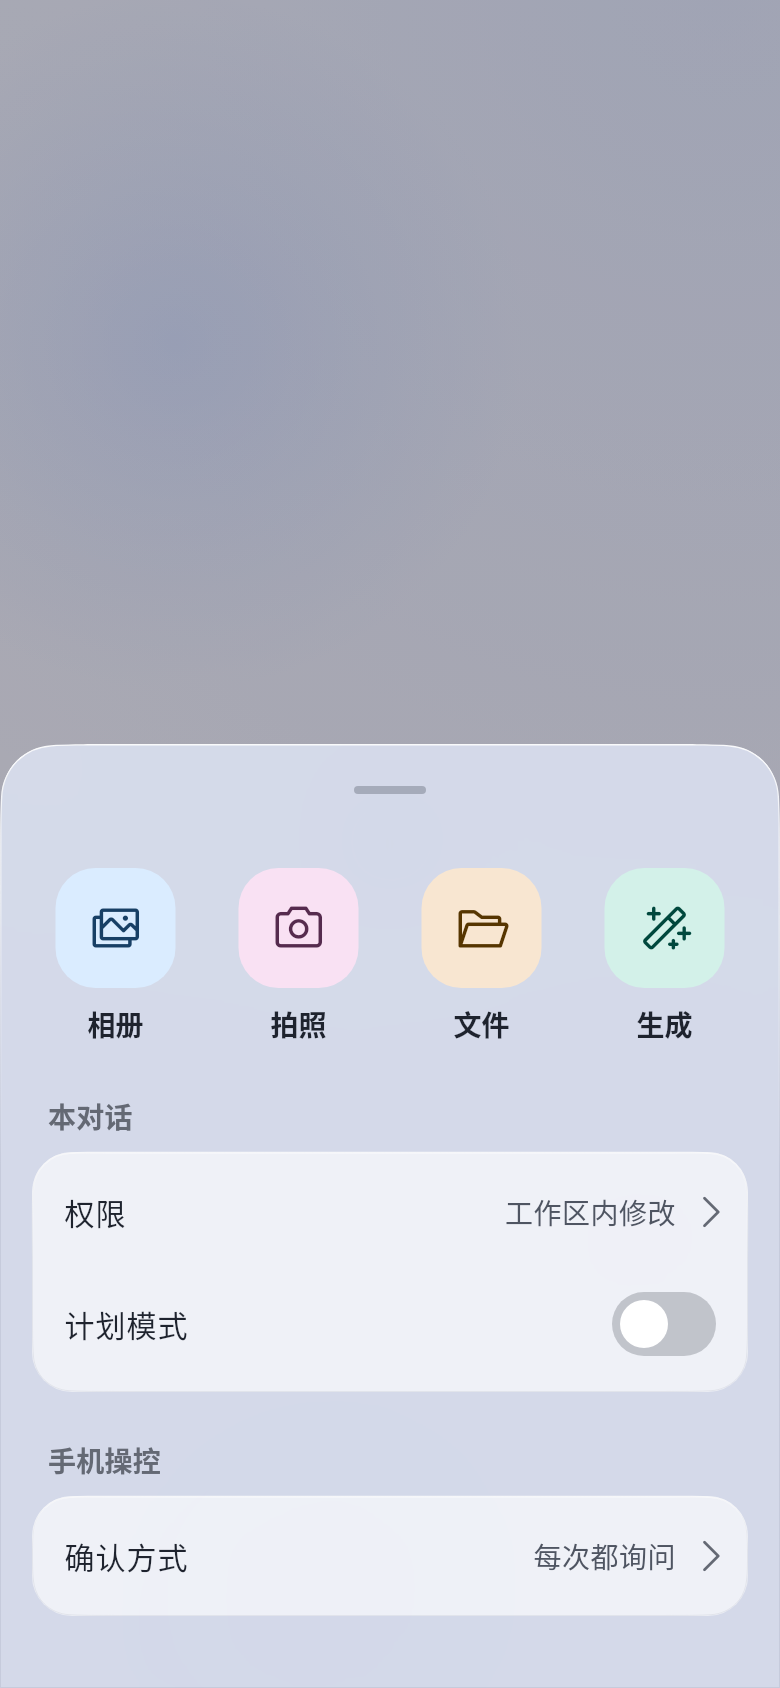 相册
拍照
文件
生成
本对话
权限
工作区内修改
计划模式
手机操控
确认方式
每次都询问